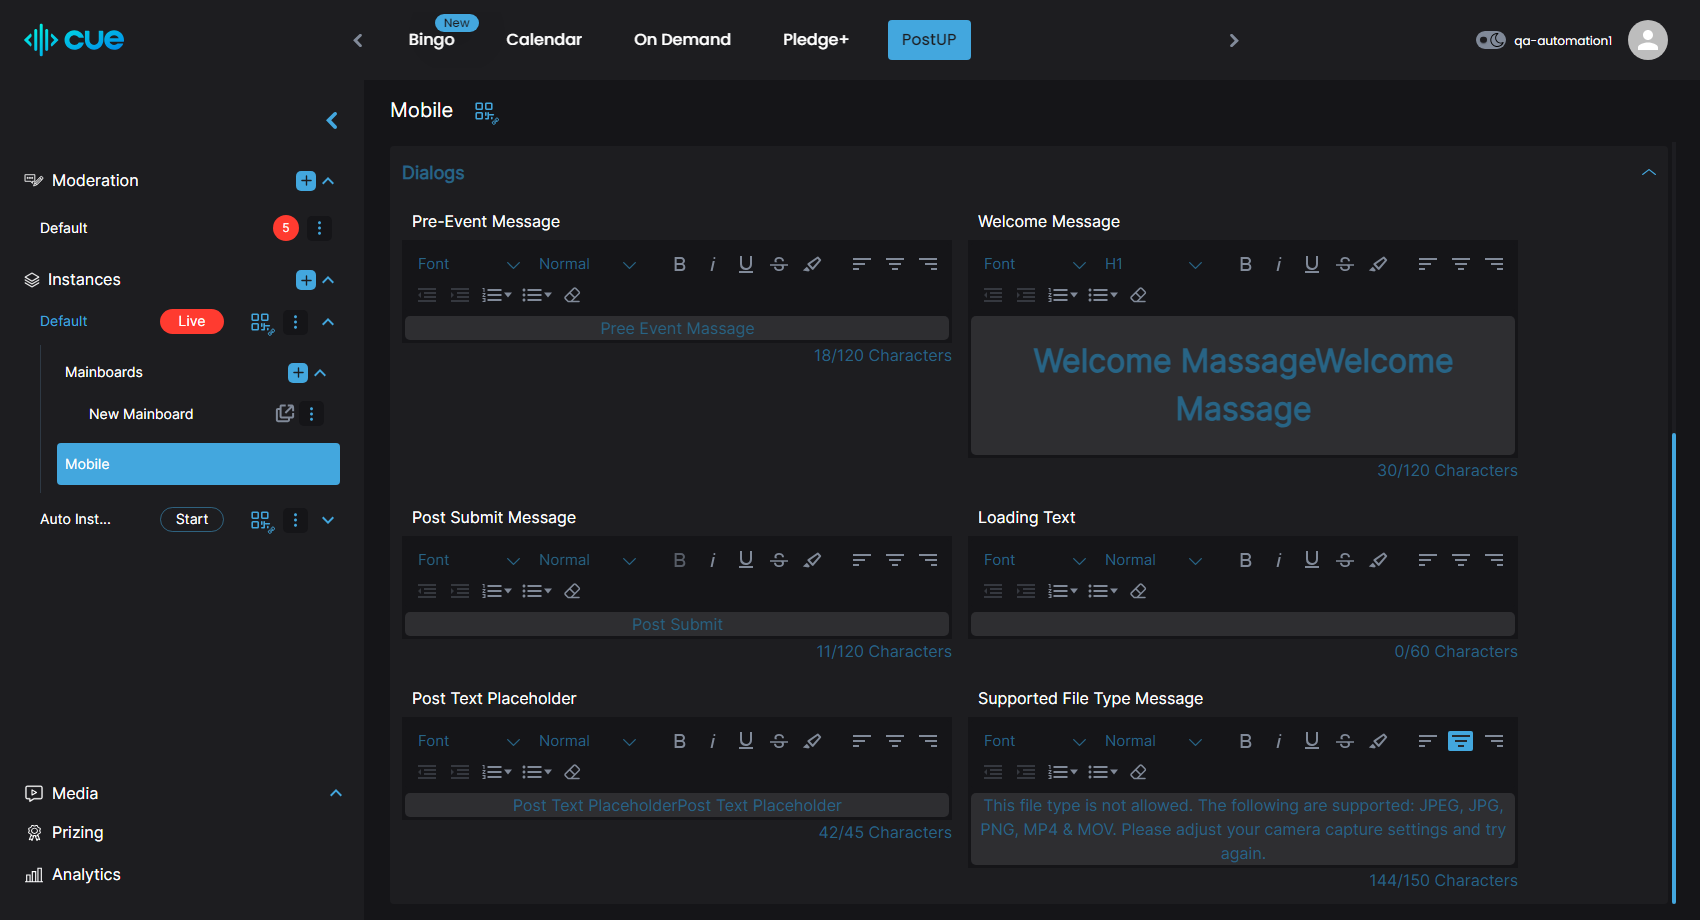 cue
New
Bingo
Calendar
On Demand
Pledge+
PostUP
qa-automation1
Mobile
Moderation
Default
5
Instances
Default
Live
Mainboards
New Mainboard
Mobile
Auto Inst...
Start
Media
Prizing
Analytics
Dialogs
Pre-Event Message
Font
Normal
B i U S
Pree Event Massage
18/120 Characters
Welcome Message
Font
H1
B i U S
Welcome MassageWelcome
Massage
30/120 Characters
Post Submit Message
Font
Normal
B i U S
Post Submit
11/120 Characters
Loading Text
Font
Normal
B i U S
0/60 Characters
Post Text Placeholder
Font
Normal
B i U S
Post Text PlaceholderPost Text Placeholder
42/45 Characters
Supported File Type Message
Font
Normal
B i U S
This file type is not allowed. The following are supported: JPEG, JPG,
PNG, MP4 & MOV. Please adjust your camera capture settings and try
again.
144/150 Characters